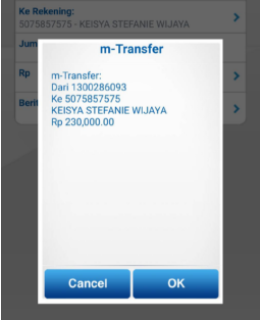 Ke Rekening:
5075857575 - KEISYA STEFANIE WIJAYA
Jum
m-Transfer
Rp
m-Transfer:
Dari 1300286093
Ke 5075857575
KEISYA STEFANIE WIJAYA
Rp 230,000.00
Berit
Cancel
OK